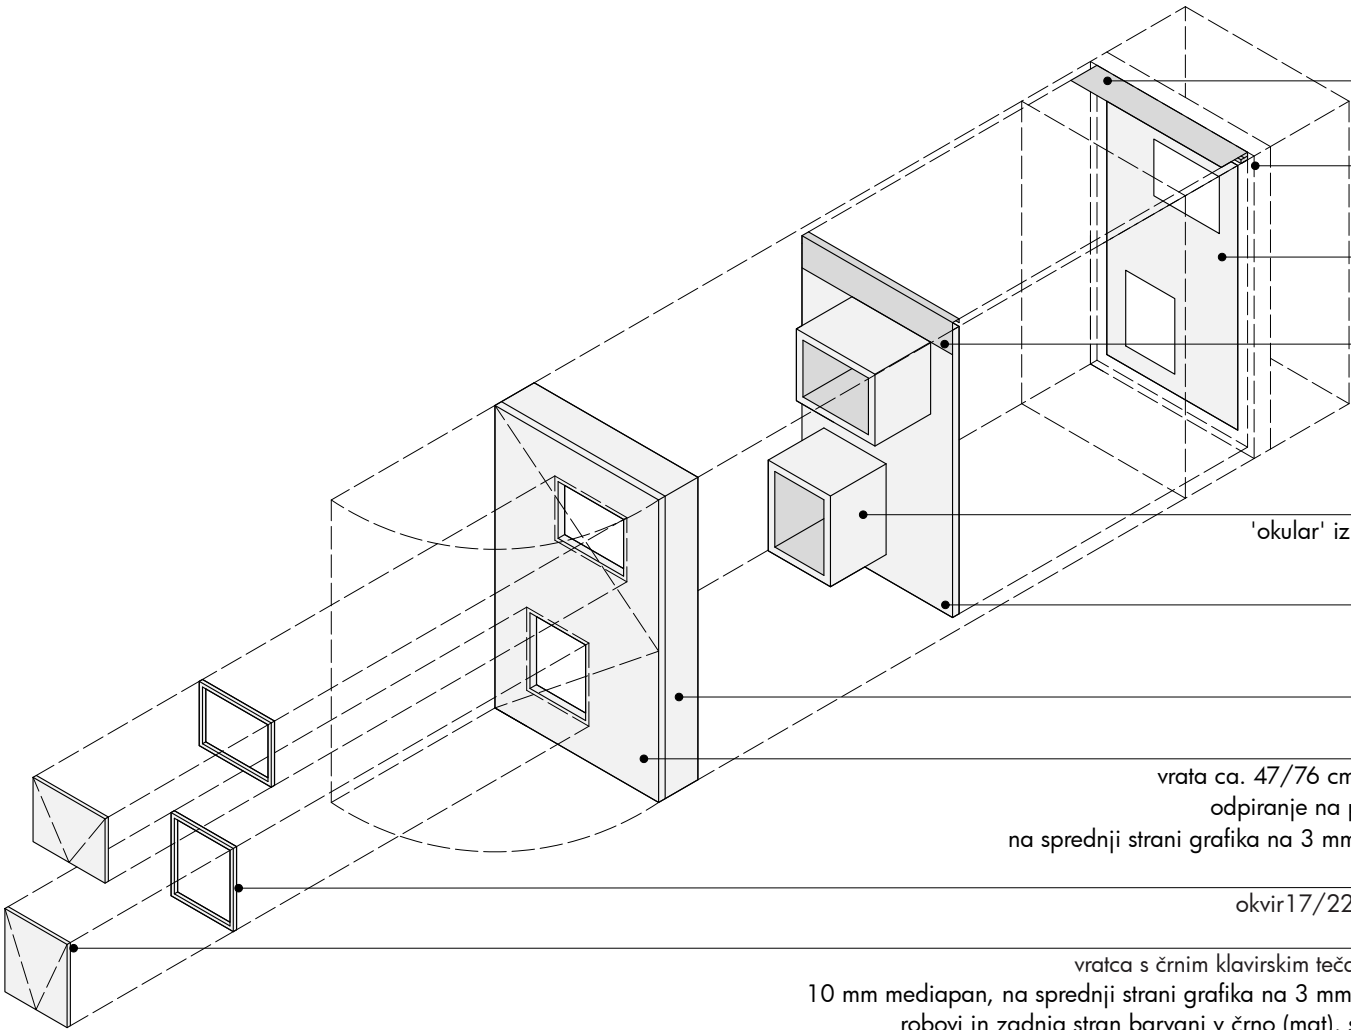 'okular' iz
vrata ca. 47/76 cm
odpiranje na
na sprednji strani grafika na 3 mm
okvir17/22
vratca s črnim klavirskim
10 mm mediapan, na sprednji strani grafika na 3 mm
robovi in zadnja stran barvani v črno (mat),